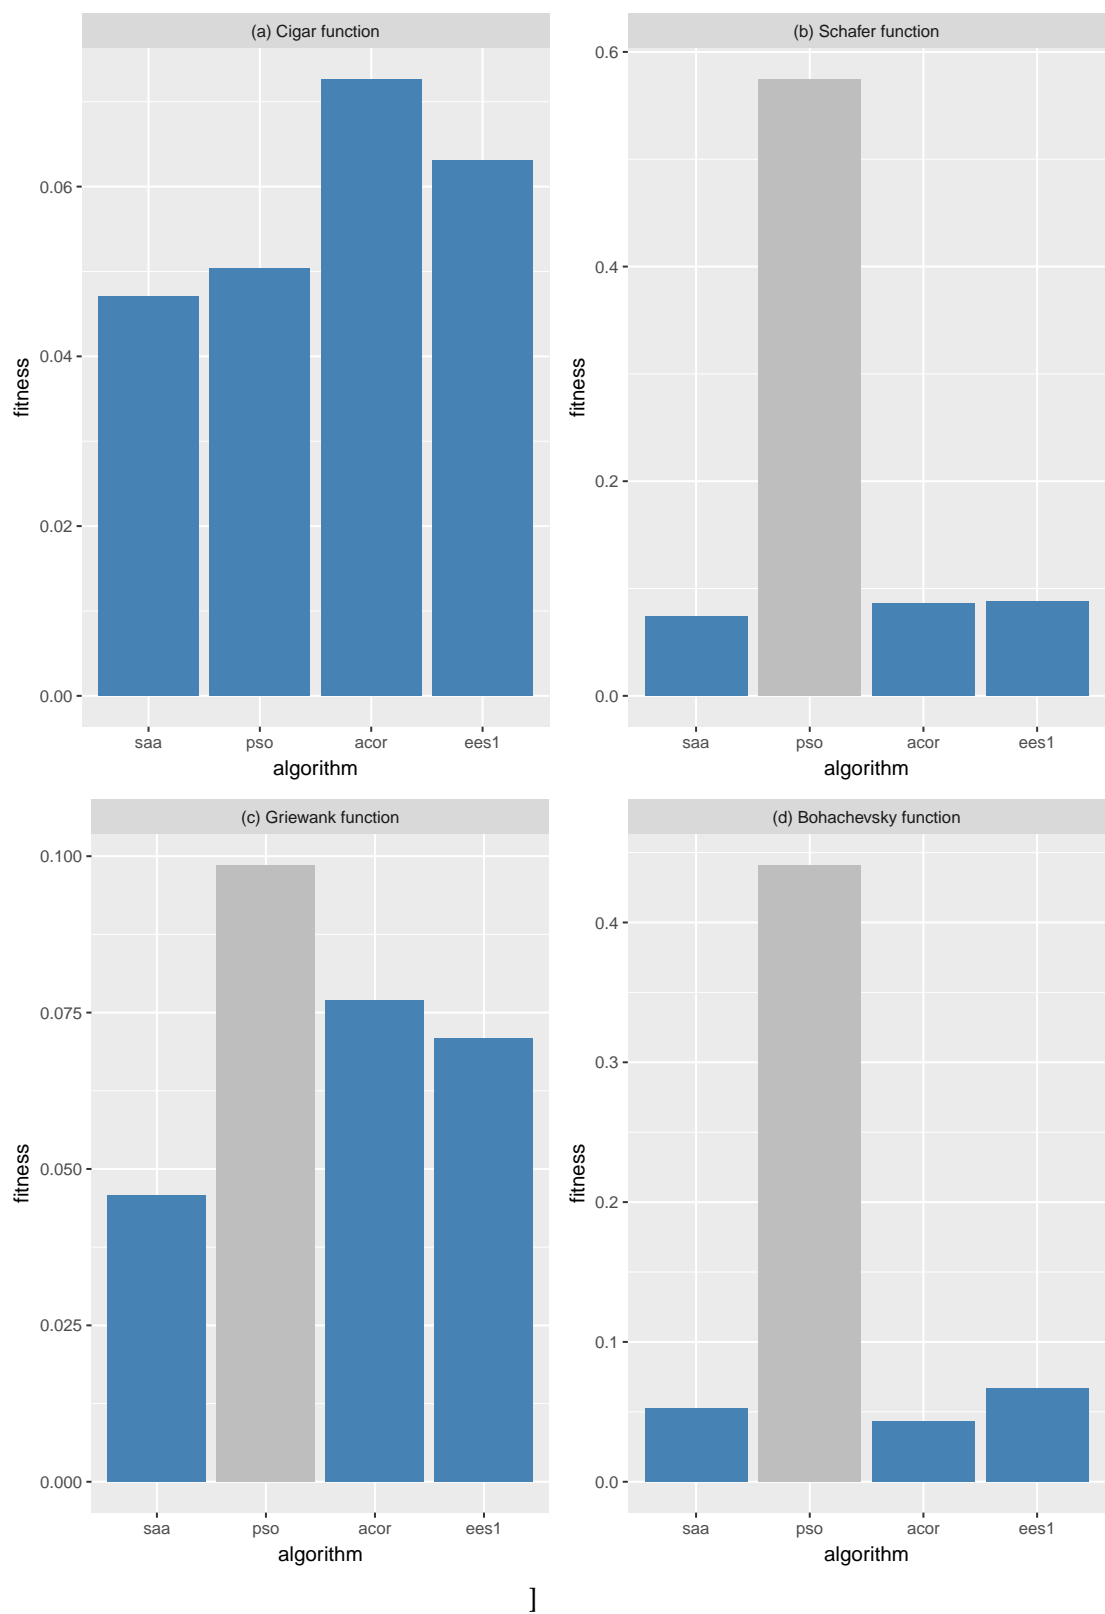 (a) Cigar function
fitness
0.06
0.04
0.02
0.00
saa pso acor ees1
algorithm
(b) Schafer function
fitness
0.6
0.4
0.2
0.0
saa pso acor ees1
algorithm
(c) Griewank function
fitness
0.100
0.075
0.050
0.025
0.000
saa pso acor ees1
algorithm
(d) Bohachevsky function
fitness
0.4
0.3
0.2
0.1
0.0
saa pso acor ees1
algorithm
]